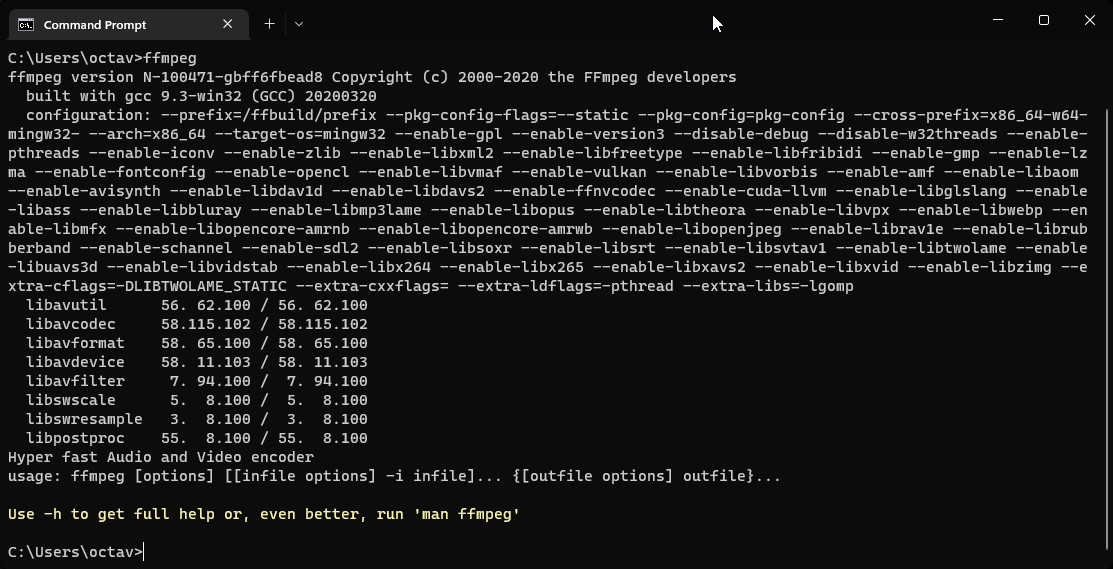 Command Prompt
C:\Users\octav>ffmpeg
ffmpeg version N-100471-gbff6fbead8 Copyright (c) 2000-2020 the FFmpeg developers
  built with gcc 9.3-win32 (GCC) 20200320
  configuration: --prefix=/ffbuild/prefix --pkg-config-flags=--static --pkg-config=pkg-config --cross-prefix=x86_64-w64-
mingw32- --arch=x86_64 --target-os=mingw32 --enable-gpl --enable-version3 --disable-debug --disable-w32threads --enable-
pthreads --enable-iconv --enable-zlib --enable-libxml2 --enable-libfreetype --enable-libfribidi --enable-gmp --enable-lz
ma --enable-fontconfig --enable-opencl --enable-libvmaf --enable-vulkan --enable-libvorbis --enable-amf --enable-libaom
--enable-avisynth --enable-libdav1d --enable-libdavs2 --enable-ffnvcodec --enable-cuda-llvm --enable-libglslang --enable
-libass --enable-libbluray --enable-libmp3lame --enable-libopus --enable-libtheora --enable-libvpx --enable-libwebp --en
able-libmfx --enable-libopencore-amrnb --enable-libopencore-amrwb --enable-libopenjpeg --enable-librav1e --enable-librub
berband --enable-schannel --enable-sdl2 --enable-libsoxr --enable-libsrt --enable-libsvtav1 --enable-libtwolame --enable
-libuavs3d --enable-libvidstab --enable-libx264 --enable-libx265 --enable-libxavs2 --enable-libxvid --enable-libzimg --e
xtra-cflags=-DLIBTWOLAME_STATIC --extra-cxxflags= --extra-ldflags=-pthread --extra-libs=-lgomp
  libavutil      56. 62.100 / 56. 62.100
  libavcodec     58.115.102 / 58.115.102
  libavformat    58. 65.100 / 58. 65.100
  libavdevice    58. 11.103 / 58. 11.103
  libavfilter     7. 94.100 /  7. 94.100
  libswscale      5.  8.100 /  5.  8.100
  libswresample   3.  8.100 /  3.  8.100
  libpostproc    55.  8.100 / 55.  8.100
Hyper fast Audio and Video encoder
usage: ffmpeg [options] [[infile options] -i infile]... {[outfile options] outfile}...
Use -h to get full help or, even better, run 'man ffmpeg'
C:\Users\octav>